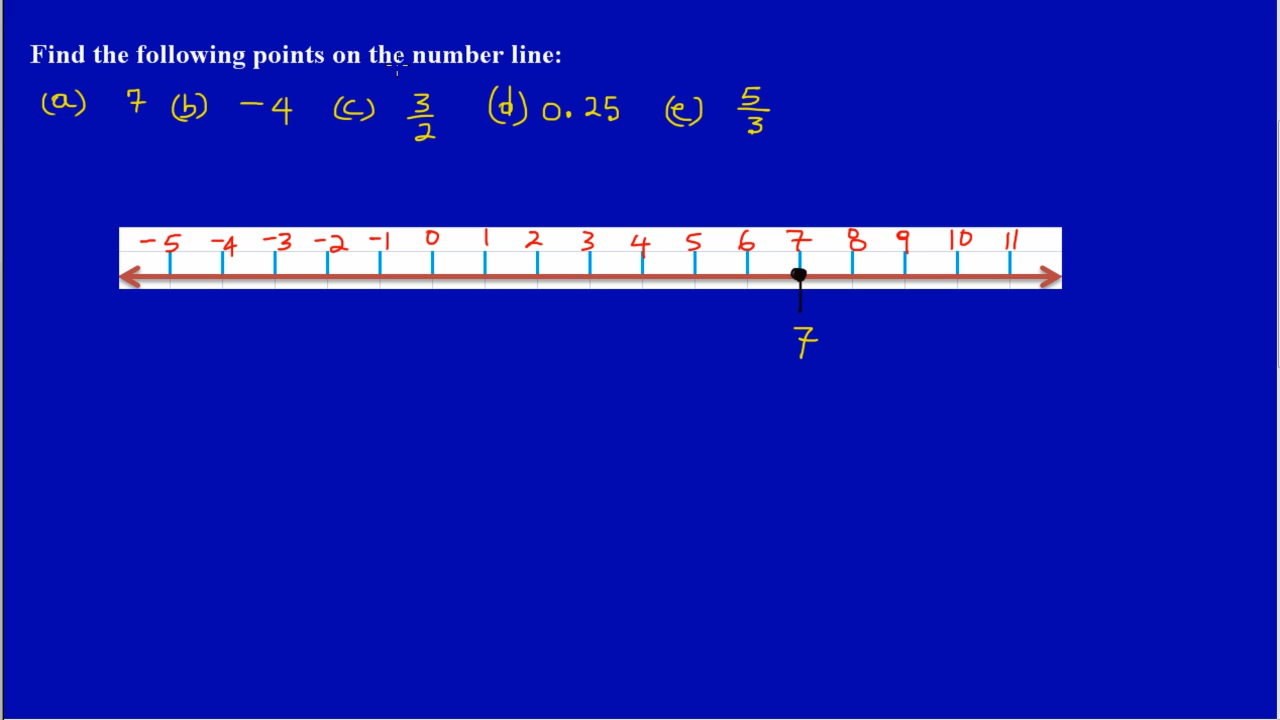 Find the following points on the number line:
(a) 7 (b) -4 (c) 3/2 (d) 0.25 (e) 5/3
-5 -4 -3 -2 -1 0 1 2 3 4 5 6 7 8 9 10 11
7